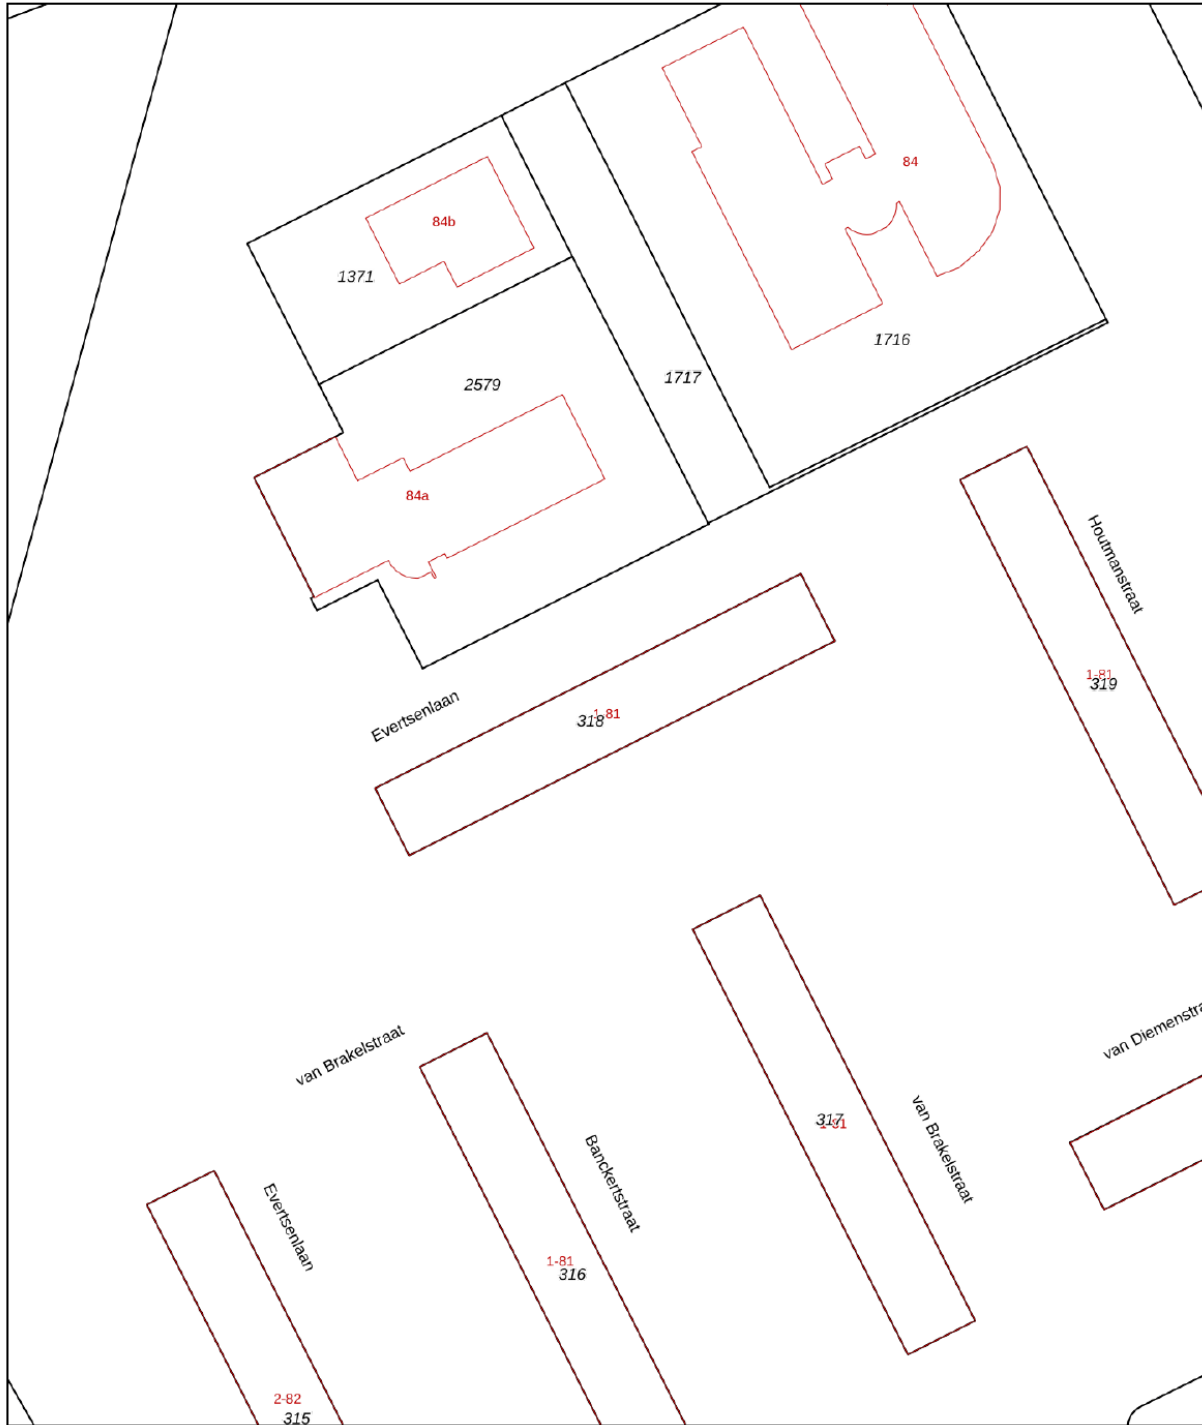 84
84b
1371
1716
1717
2579
84a
Houtmanstraat
1-81
319
Evertsenlaan
318
1-81
van Diemenstra
van Brakelstraat
317
van Brakelstraat
Banckertstraat
Evertsenlaan
1-81
316
2-82
315